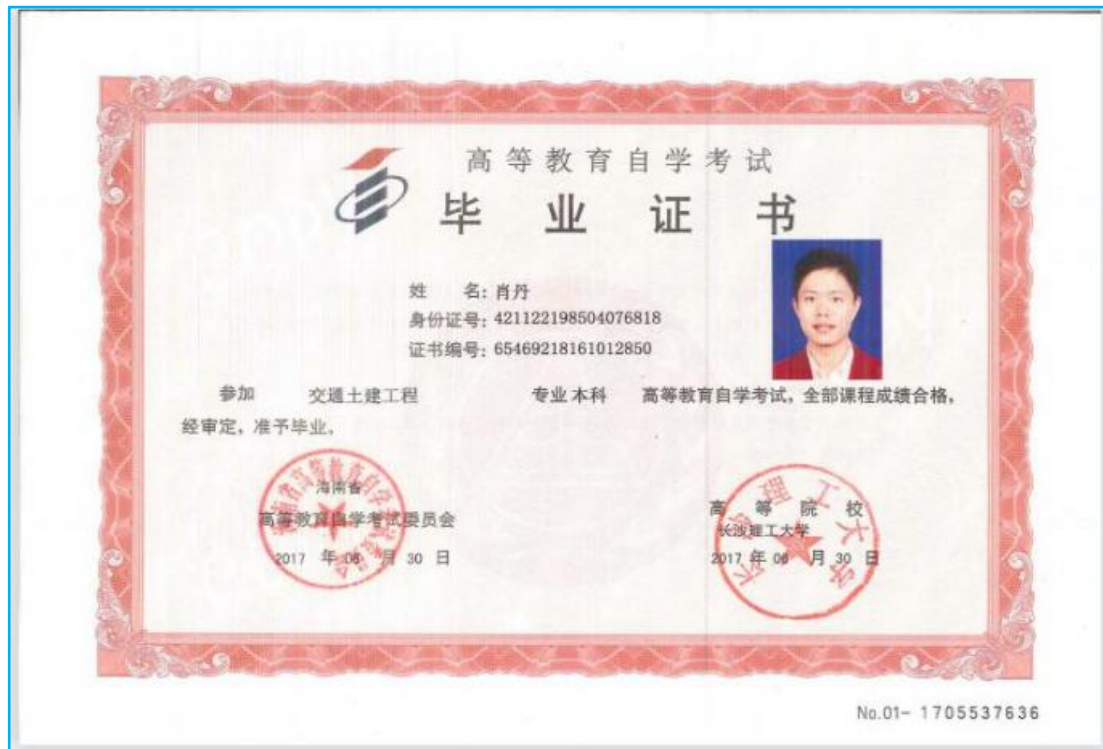 高等教育自学考试
毕业证书
姓 名：肖丹
身份证号：421122198504076818
证书编号：65469218161012850
参加 交通土建工程 专业 本科 高等教育自学考试，全部课程成绩合格，
经审定，准予毕业。
海南省
高等教育自学考试委员会
2017 年 06 月 30 日
高等院校
长沙理工大学
2017 年 06 月 30 日
No.01- 1705537636